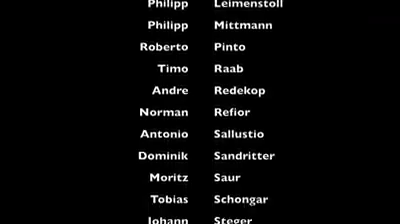 Philipp Leimenstoll
Philipp Mittmann
Roberto Pinto
Timo Raab
Andre Redekop
Norman Refior
Antonio Sallustio
Dominik Sandritter
Moritz Saur
Tobias Schongar
Johann Steger